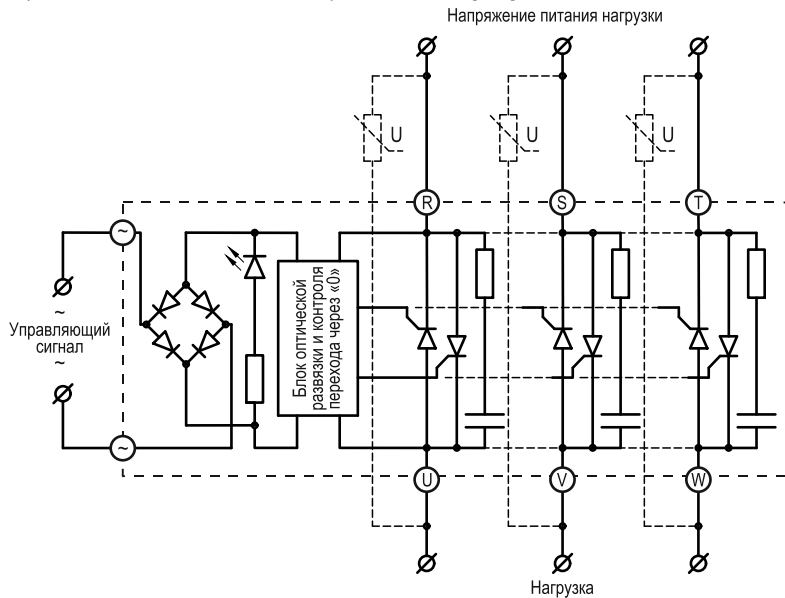 Напряжение питания нагрузки
U
U
U
R
S
T
~
Управляющий
сигнал
~
~
~
Блок оптической
развязки и контроля
перехода через «0»
U
V
W
Нагрузка